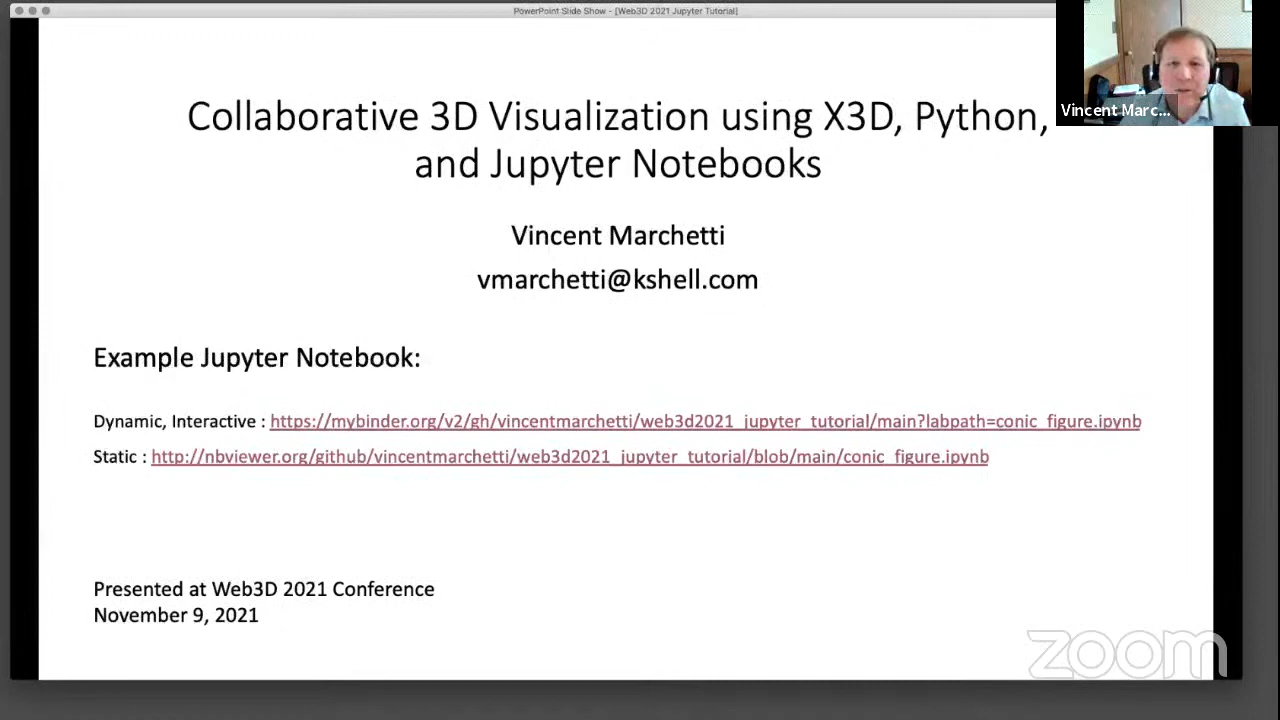 PowerPoint Slide Show - [Web3D 2021 Jupyter Tutorial]
Vincent Marc...
Collaborative 3D Visualization using X3D, Python,
and Jupyter Notebooks
Vincent Marchetti
vmarchetti@kshell.com
Example Jupyter Notebook:
Dynamic, Interactive : https://mybinder.org/v2/gh/vincentmarchetti/web3d2021_jupyter_tutorial/main?labpath=conic_figure.ipynb
Static : http://nbviewer.org/github/vincentmarchetti/web3d2021_jupyter_tutorial/blob/main/conic_figure.ipynb
Presented at Web3D 2021 Conference
November 9, 2021
zoom